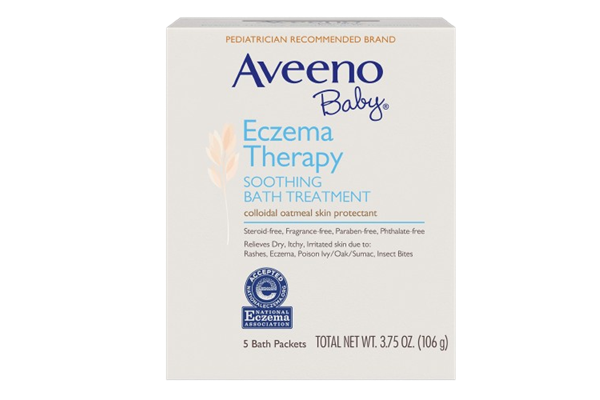 PEDIATRICIAN RECOMMENDED BRAND
Aveeno
Baby®
Eczema
Therapy
SOOTHING
BATH TREATMENT
colloidal oatmeal skin protectant
Steroid-free, Fragrance-free, Paraben-free, Phthalate-free
Relieves Dry, Itchy, Irritated skin due to:
Rashes, Eczema, Poison Ivy/Oak/Sumac, Insect Bites
ACCEPTED
NATIONALECZEMA.ORG
NATIONAL
Eczema
ASSOCIATION
5 Bath Packets TOTAL NET WT. 3.75 OZ. (106 g)